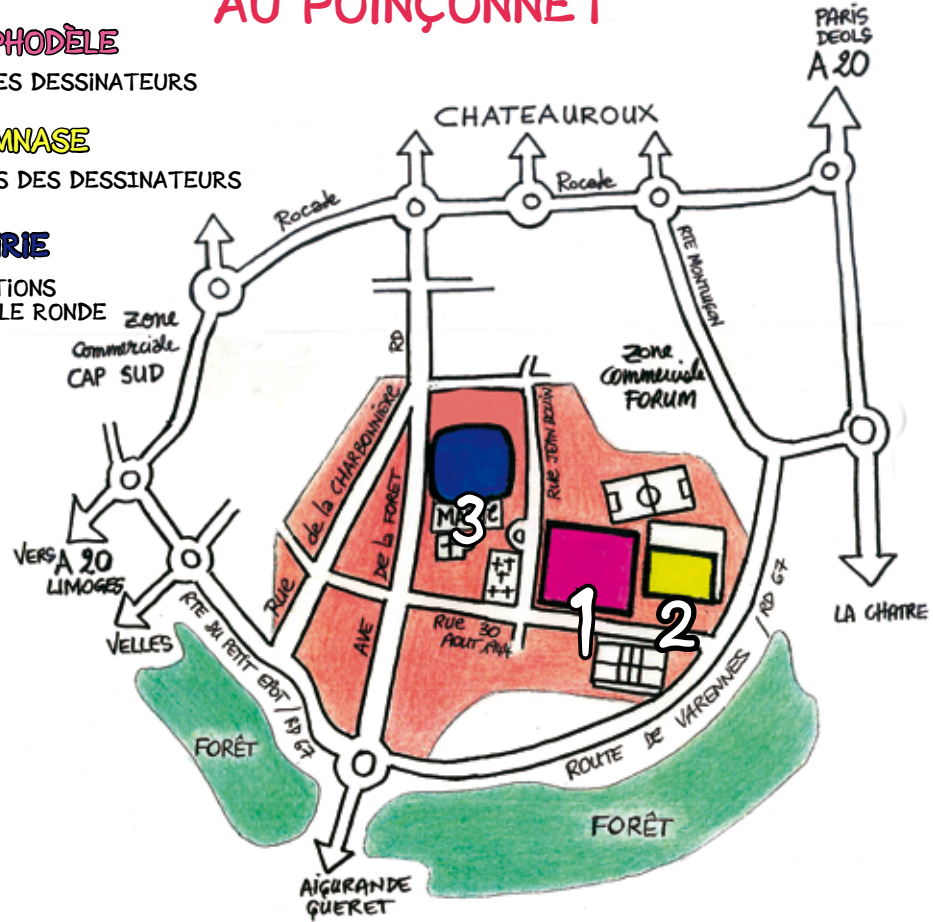 AU POINÇONNET
PHODÈLE
ES DESSINATEURS
MNASE
S DES DESSINATEURS
RIE
TIONS
LE RONDE
PARIS
DEOLS
A 20
CHATEAUROUX
Rocade
Rocade
RTE MONTLUÇON
Zone
Commerciale
CAP SUD
RD
Zone
Commerciale
FORUM
Rue JEAN BOUIN
Rue de la CHARBONNIÈRE
AVE DE LA FORET
MAIRIE
3
1
2
VERS A 20
LIMOGES
VELLES
Rue 30
AOUT 1944
LA CHATRE
RTE DU PETIT EPOT / RD 67
ROUTE DE VARENNES / RD 67
FORÊT
FORÊT
AIGURANDE
GUERET